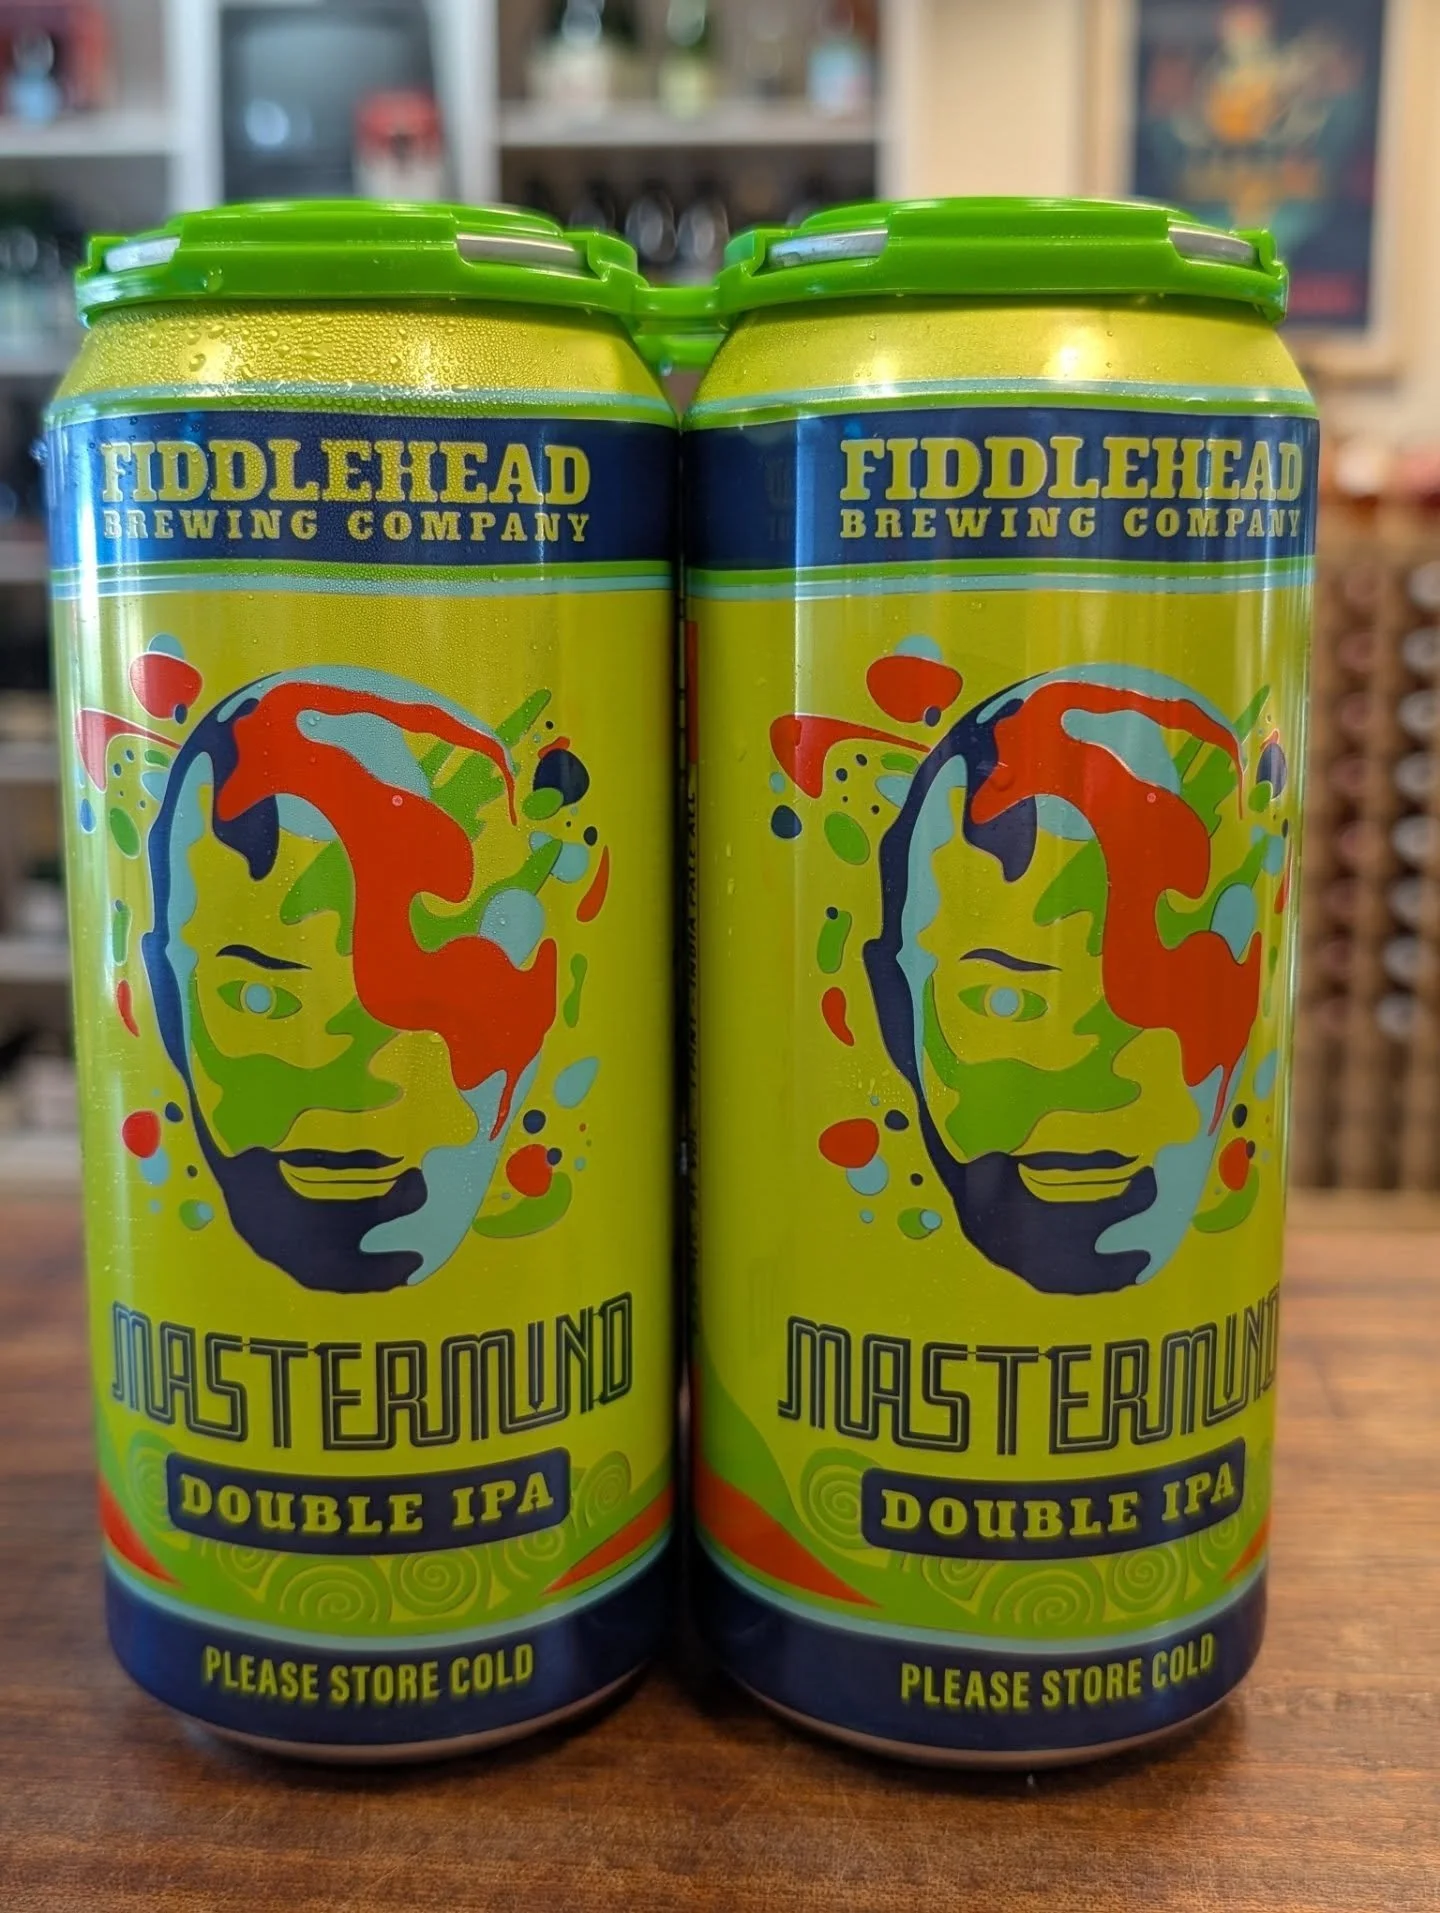 FIDDLEHEAD
BREWING COMPANY
MASTERMIND
DOUBLE IPA
PLEASE STORE COLD
FIDDLEHEAD
BREWING COMPANY
MASTERMIND
DOUBLE IPA
PLEASE STORE COLD